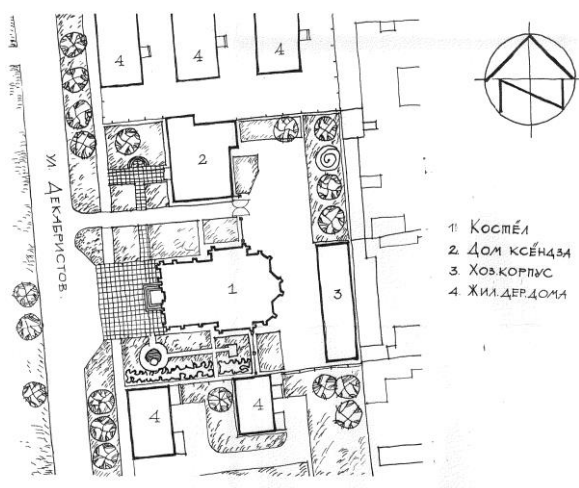 4 4 4
2
УЛ. ДЕКАБРИСТОВ.
1 КОСТЁЛ
2. ДОМ КСЁНДЗА
3. ХОЗ.КОРПУС
4. ЖИЛ.ДЕР.ДОМА
1
3
4
4